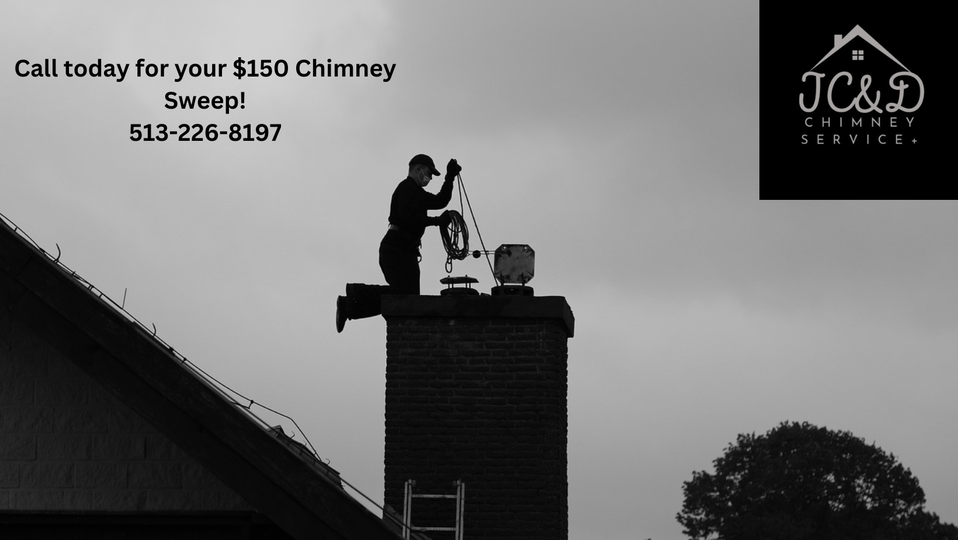 Call today for your $150 Chimney
Sweep!
513-226-8197
JC&D
CHIMNEY
SERVICE+